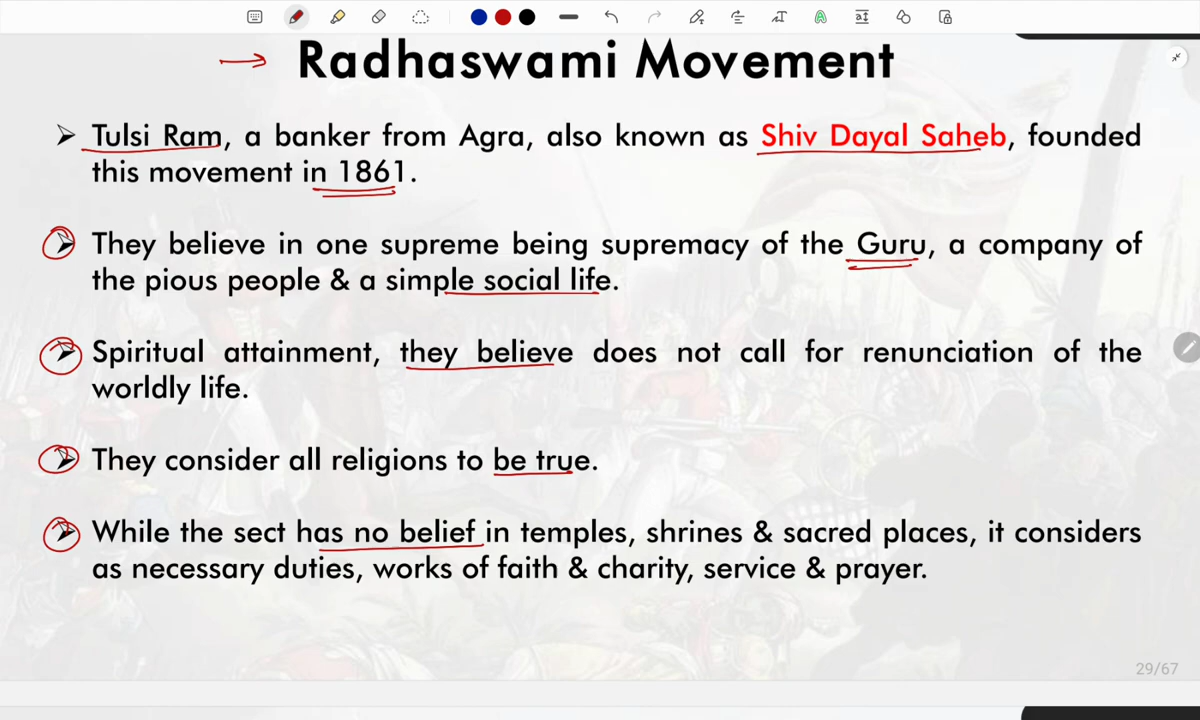 Radhaswami Movement
➢ Tulsi Ram, a banker from Agra, also known as Shiv Dayal Saheb, founded
this movement in 1861.
➢ They believe in one supreme being supremacy of the Guru, a company of
the pious people & a simple social life.
➢ Spiritual attainment, they believe does not call for renunciation of the
worldly life.
➢ They consider all religions to be true.
➢ While the sect has no belief in temples, shrines & sacred places, it considers
as necessary duties, works of faith & charity, service & prayer.
29/67